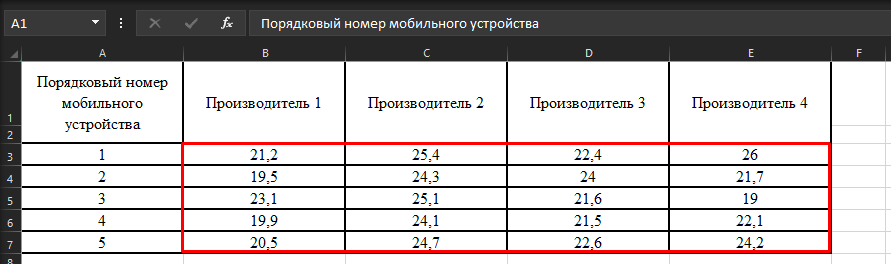 A1 fx Порядковый номер мобильного устройства
A B C D E F
Порядковый номер
мобильного
устройства
Производитель 1 Производитель 2 Производитель 3 Производитель 4
1
2
3 1 21,2 25,4 22,4 26
4 2 19,5 24,3 24 21,7
5 3 23,1 25,1 21,6 19
6 4 19,9 24,1 21,5 22,1
7 5 20,5 24,7 22,6 24,2
8